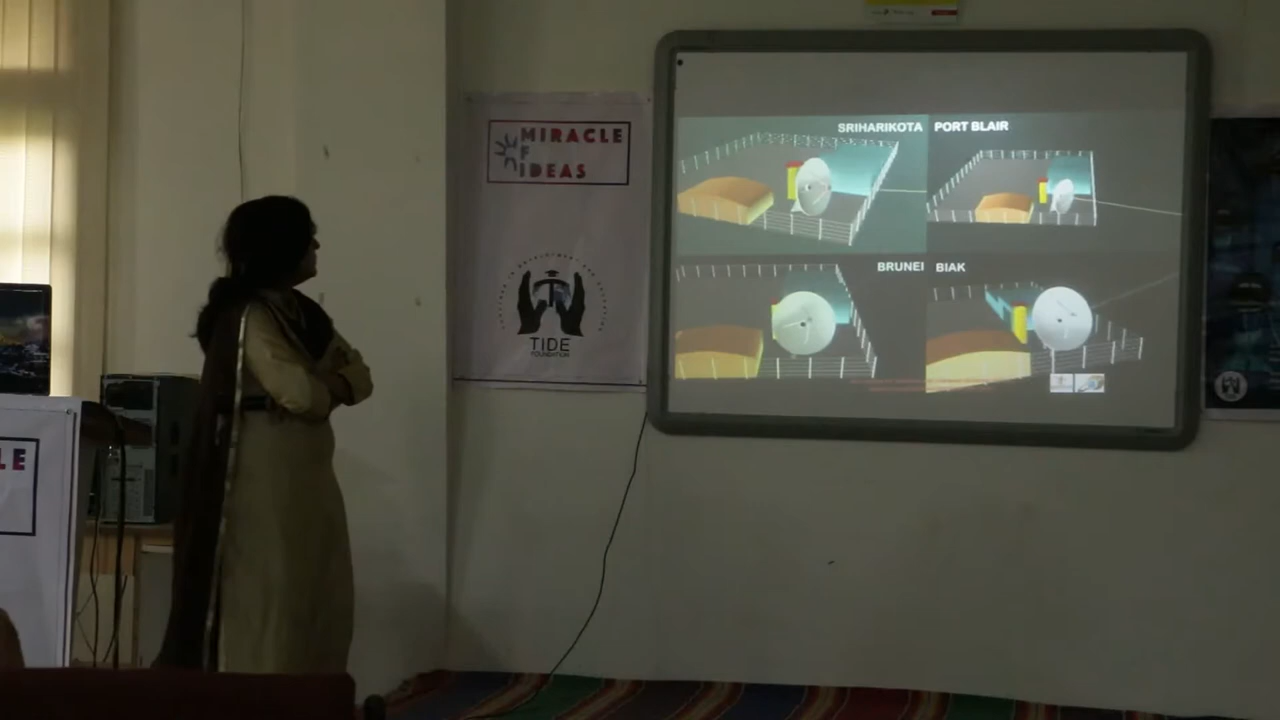 MIRACLE
OF
IDEAS
TIDE
FOUNDATION
SRIHARIKOTA
PORT BLAIR
BRUNEI
BIAK
LE